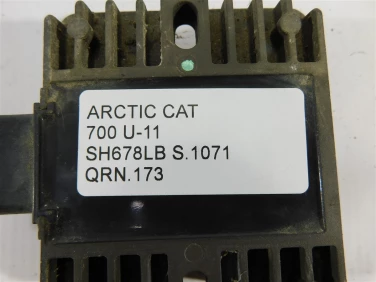 ARCTIC CAT
700 U-11
SH678LB S.1071
QRN.173